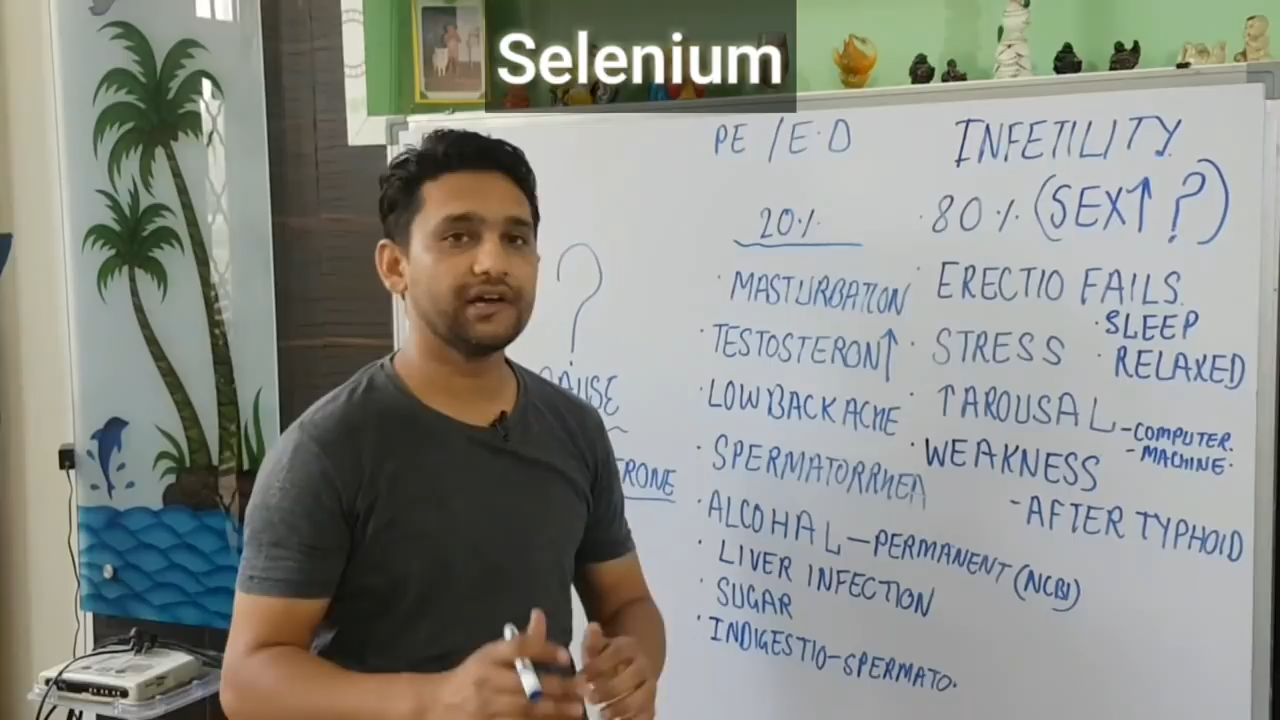 Selenium
PE / E.D
INFETILITY
20%
80% (SEX↑ ?)
?
· MASTURBATION
· TESTOSTERON↑
· LOW BACK ACHE
· SPERMATORRHEA
· ALCOHAL – PERMANENT (NCBI)
· LIVER INFECTION
· SUGAR
· INDIGESTIO-SPERMATO.
· ERECTIO FAILS
· SLEEP
· STRESS
· RELAXED
· ↑AROUSAL
- COMPUTER.
- MACHINE.
· WEAKNESS
- AFTER TYPHOID